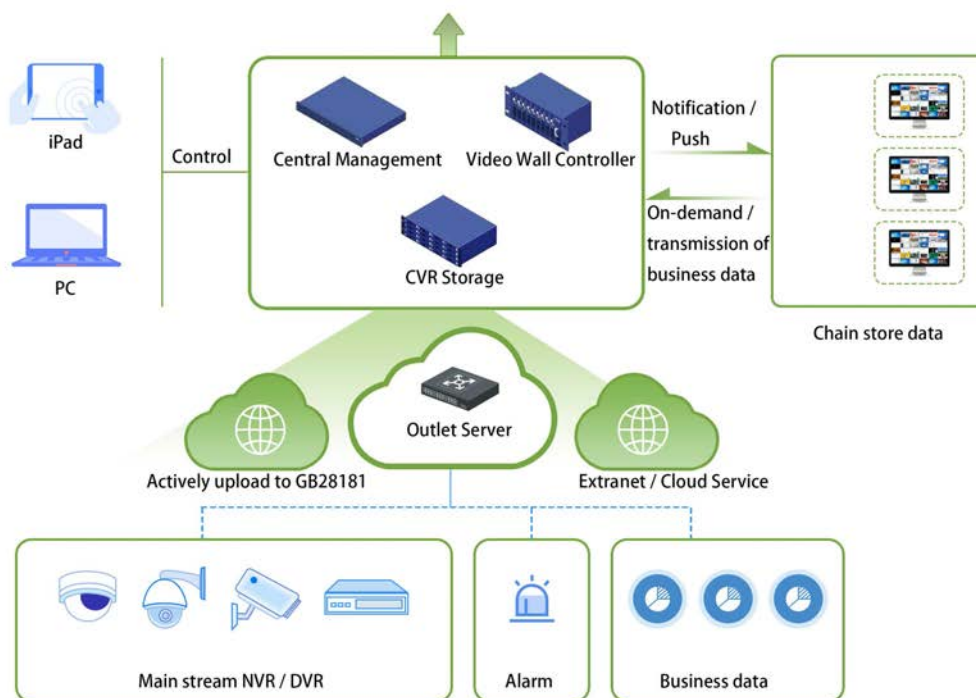 iPad
PC
Control
Central Management
Video Wall Controller
CVR Storage
Notification /
Push
On-demand /
transmission of
business data
Chain store data
Outlet Server
Actively upload to GB28181
Extranet / Cloud Service
Main stream NVR / DVR
Alarm
Business data